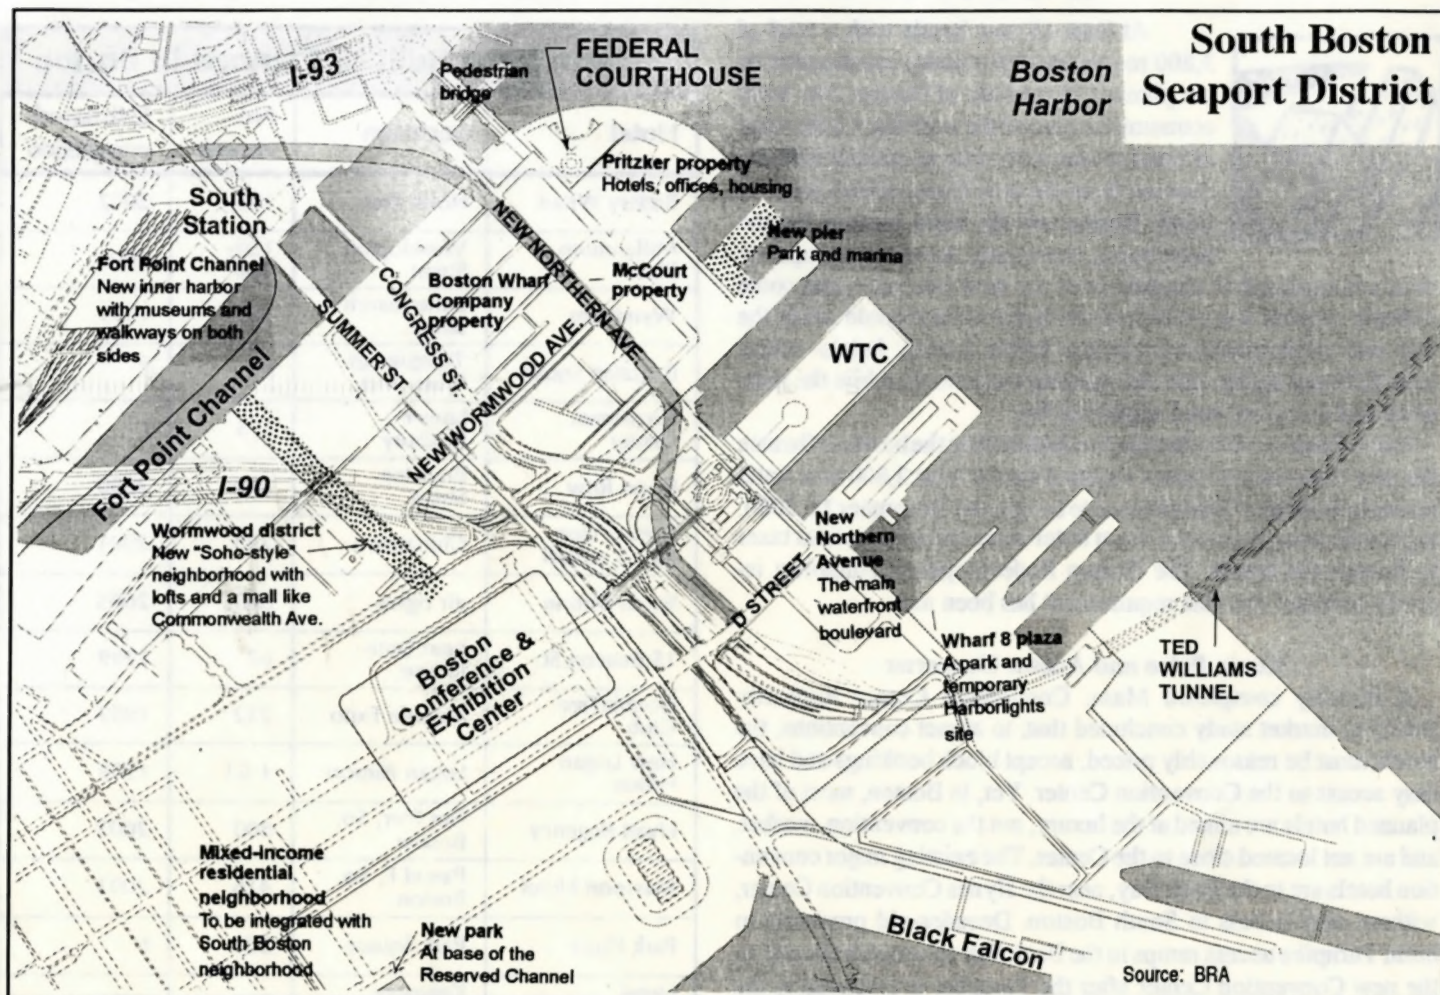 South Boston
Seaport District
Boston
Harbor
I-93
FEDERAL
COURTHOUSE
Pedestrian
bridge
Pritzker property
Hotels, offices, housing
South
Station
New pier
Park and marina
Fort Point Channel
New inner harbor
with museums and
walkways on both
sides
NEW NORTHERN AVE.
McCourt
property
Boston Wharf
Company
property
CONGRESS ST.
SUMMER ST.
NEW WORMWOOD AVE.
WTC
Fort Point Channel
I-90
Wormwood district
New "Soho-style"
neighborhood with
lofts and a mall like
Commonwealth Ave.
New
Northern
Avenue
The main
waterfront
boulevard
D STREET
Wharf 8 plaza
A park and
temporary
Harborlights
site
TED
WILLIAMS
TUNNEL
Boston
Conference &
Exhibition
Center
Mixed-income
residential
neighborhood
To be integrated with
South Boston
neighborhood
New park
At base of the
Reserved Channel
Black Falcon
Source: BRA